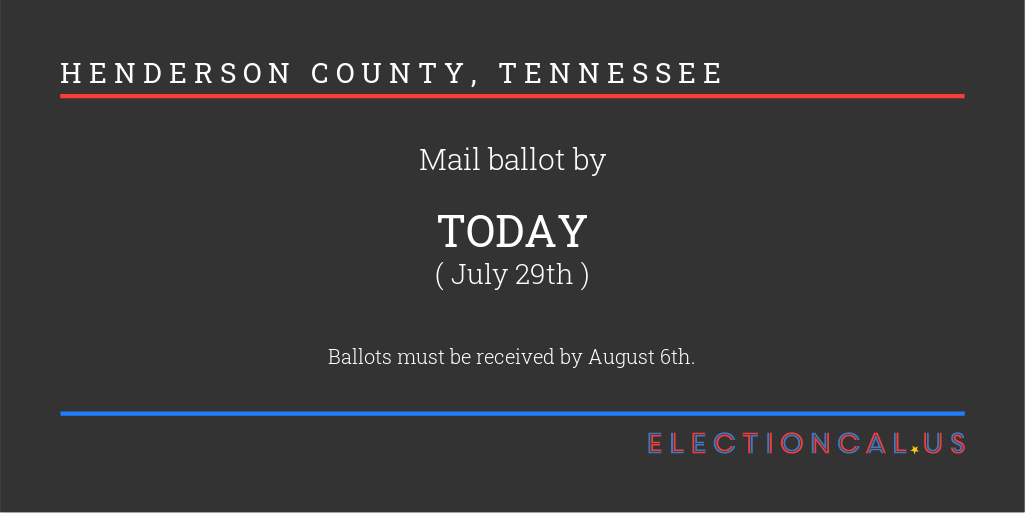 HENDERSON COUNTY, TENNESSEE
Mail ballot by
TODAY
( July 29th )
Ballots must be received by August 6th.
ELECTIONCAL.US